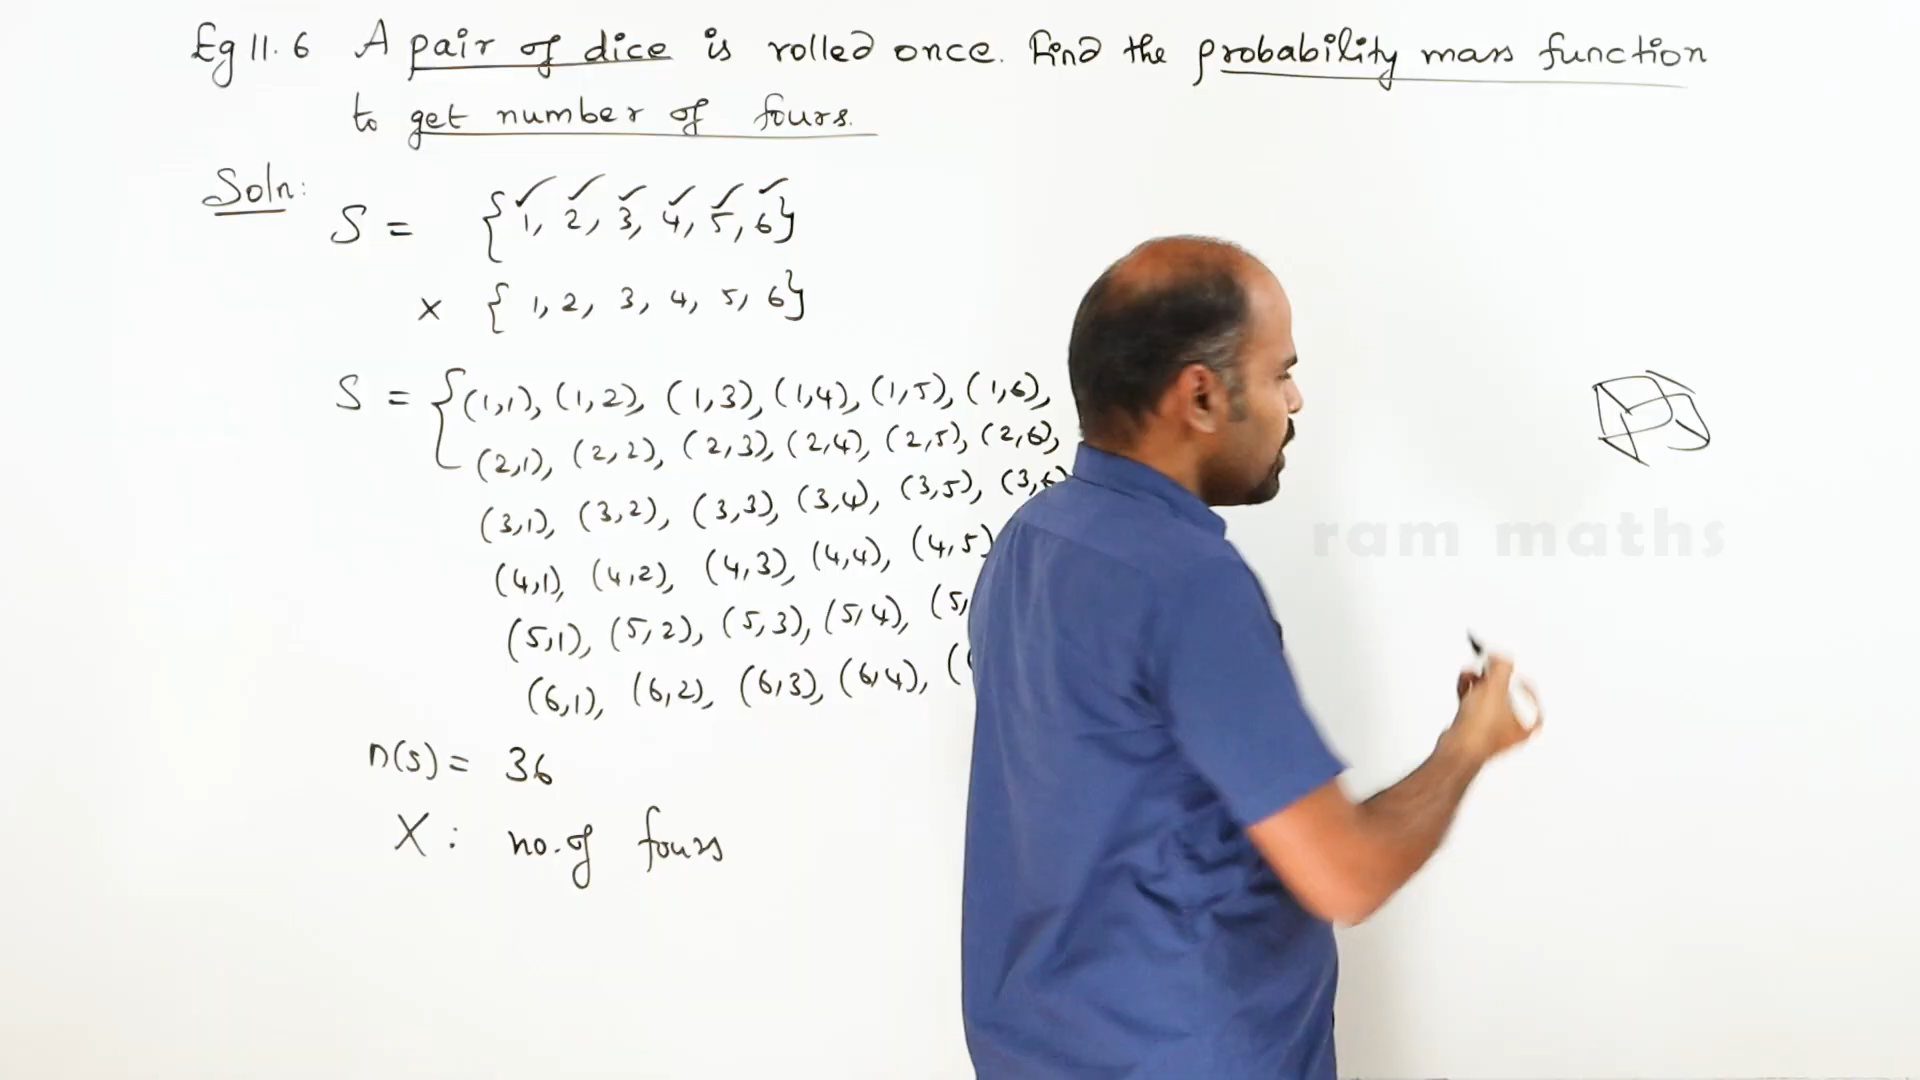 Eg 11.6 A pair of dice is rolled once. Find the probability mass function
to get number of fours.
Soln:
S = {1, 2, 3, 4, 5, 6}
x {1, 2, 3, 4, 5, 6}
S = {(1,1), (1,2), (1,3), (1,4), (1,5), (1,6),
(2,1), (2,2), (2,3), (2,4), (2,5), (2,6),
(3,1), (3,2), (3,3), (3,4), (3,5), (3,6)
(4,1), (4,2), (4,3), (4,4), (4,5)
(5,1), (5,2), (5,3), (5,4), (5,
(6,1), (6,2), (6,3), (6,4), (
n(s) = 36
X : no. of fours
ram maths